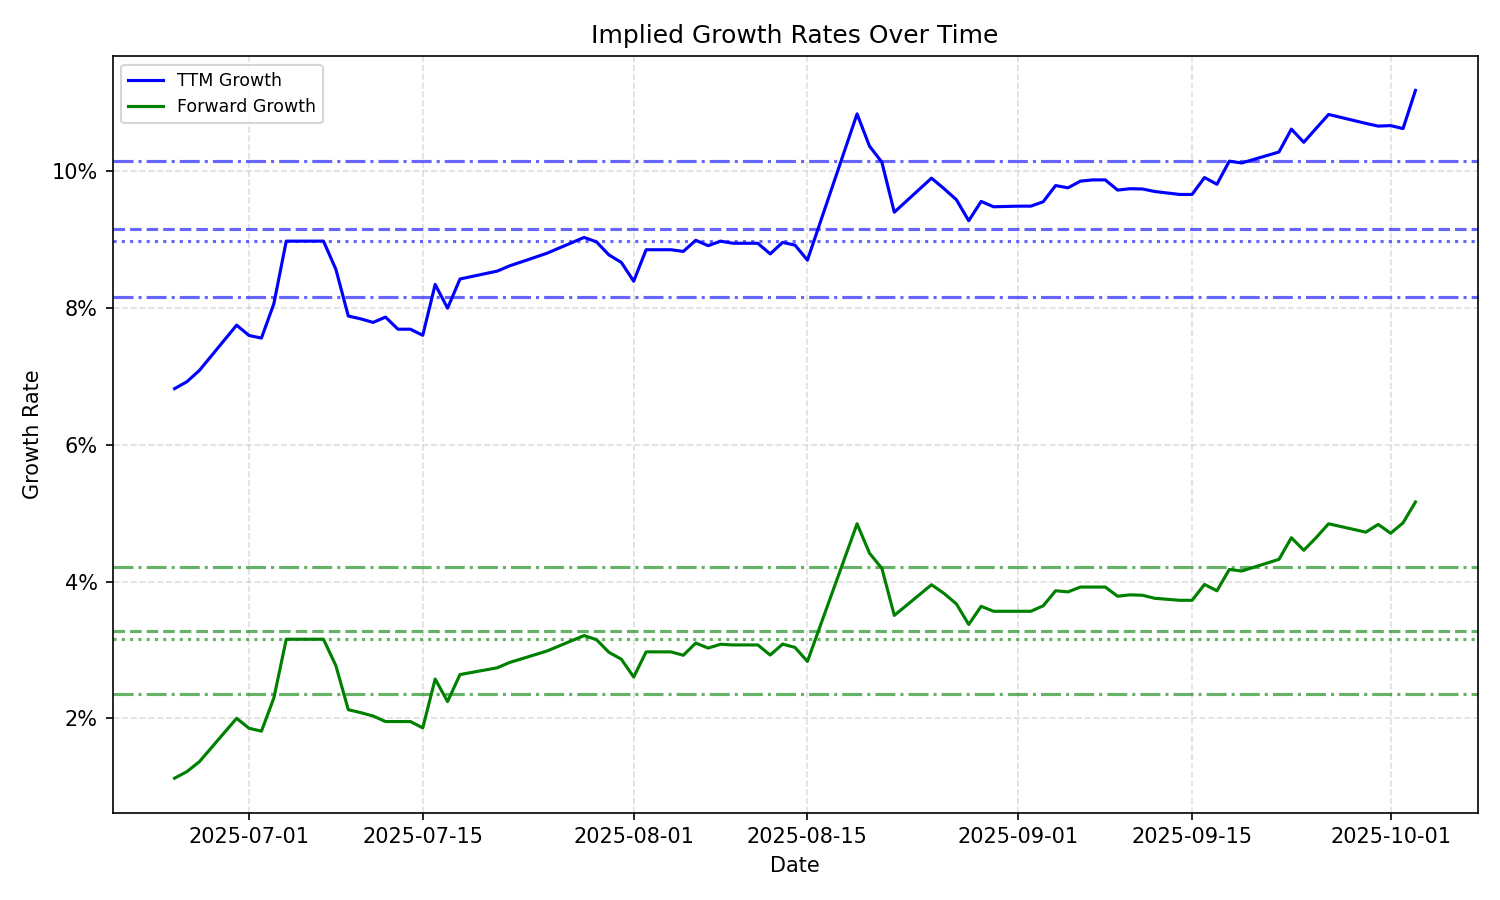 Implied Growth Rates Over Time
TTM Growth
Forward Growth
10%
8%
6%
4%
2%
Growth Rate
2025-07-01
2025-07-15
2025-08-01
2025-08-15
2025-09-01
2025-09-15
2025-10-01
Date